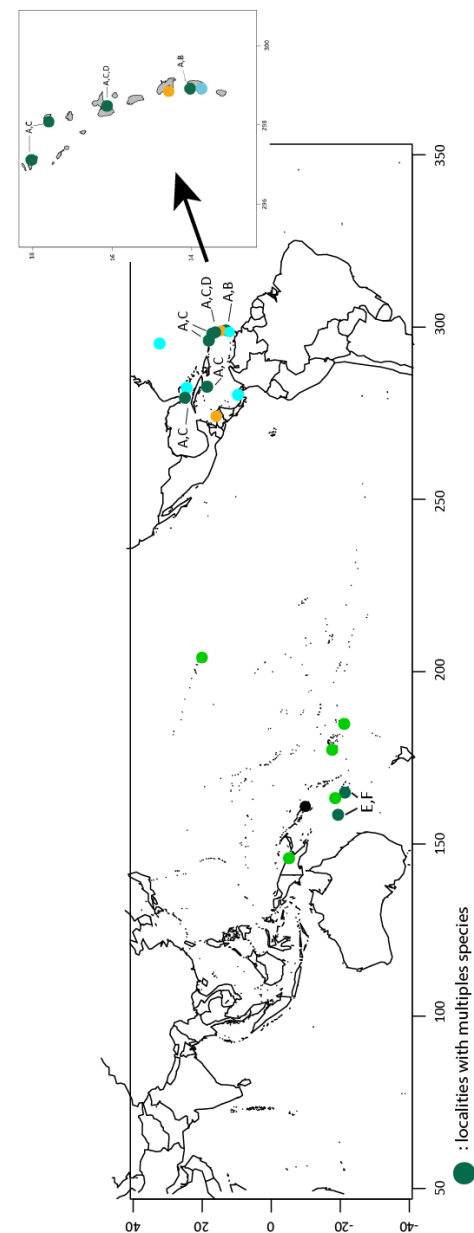 18
16
14
296
298
300
A,C
A,C,D
A,B
40
20
0
-20
-40
50
100
150
200
250
300
350
A,C
A,C
A,C
A,C,D
A,B
E,F
: localities with multiples species